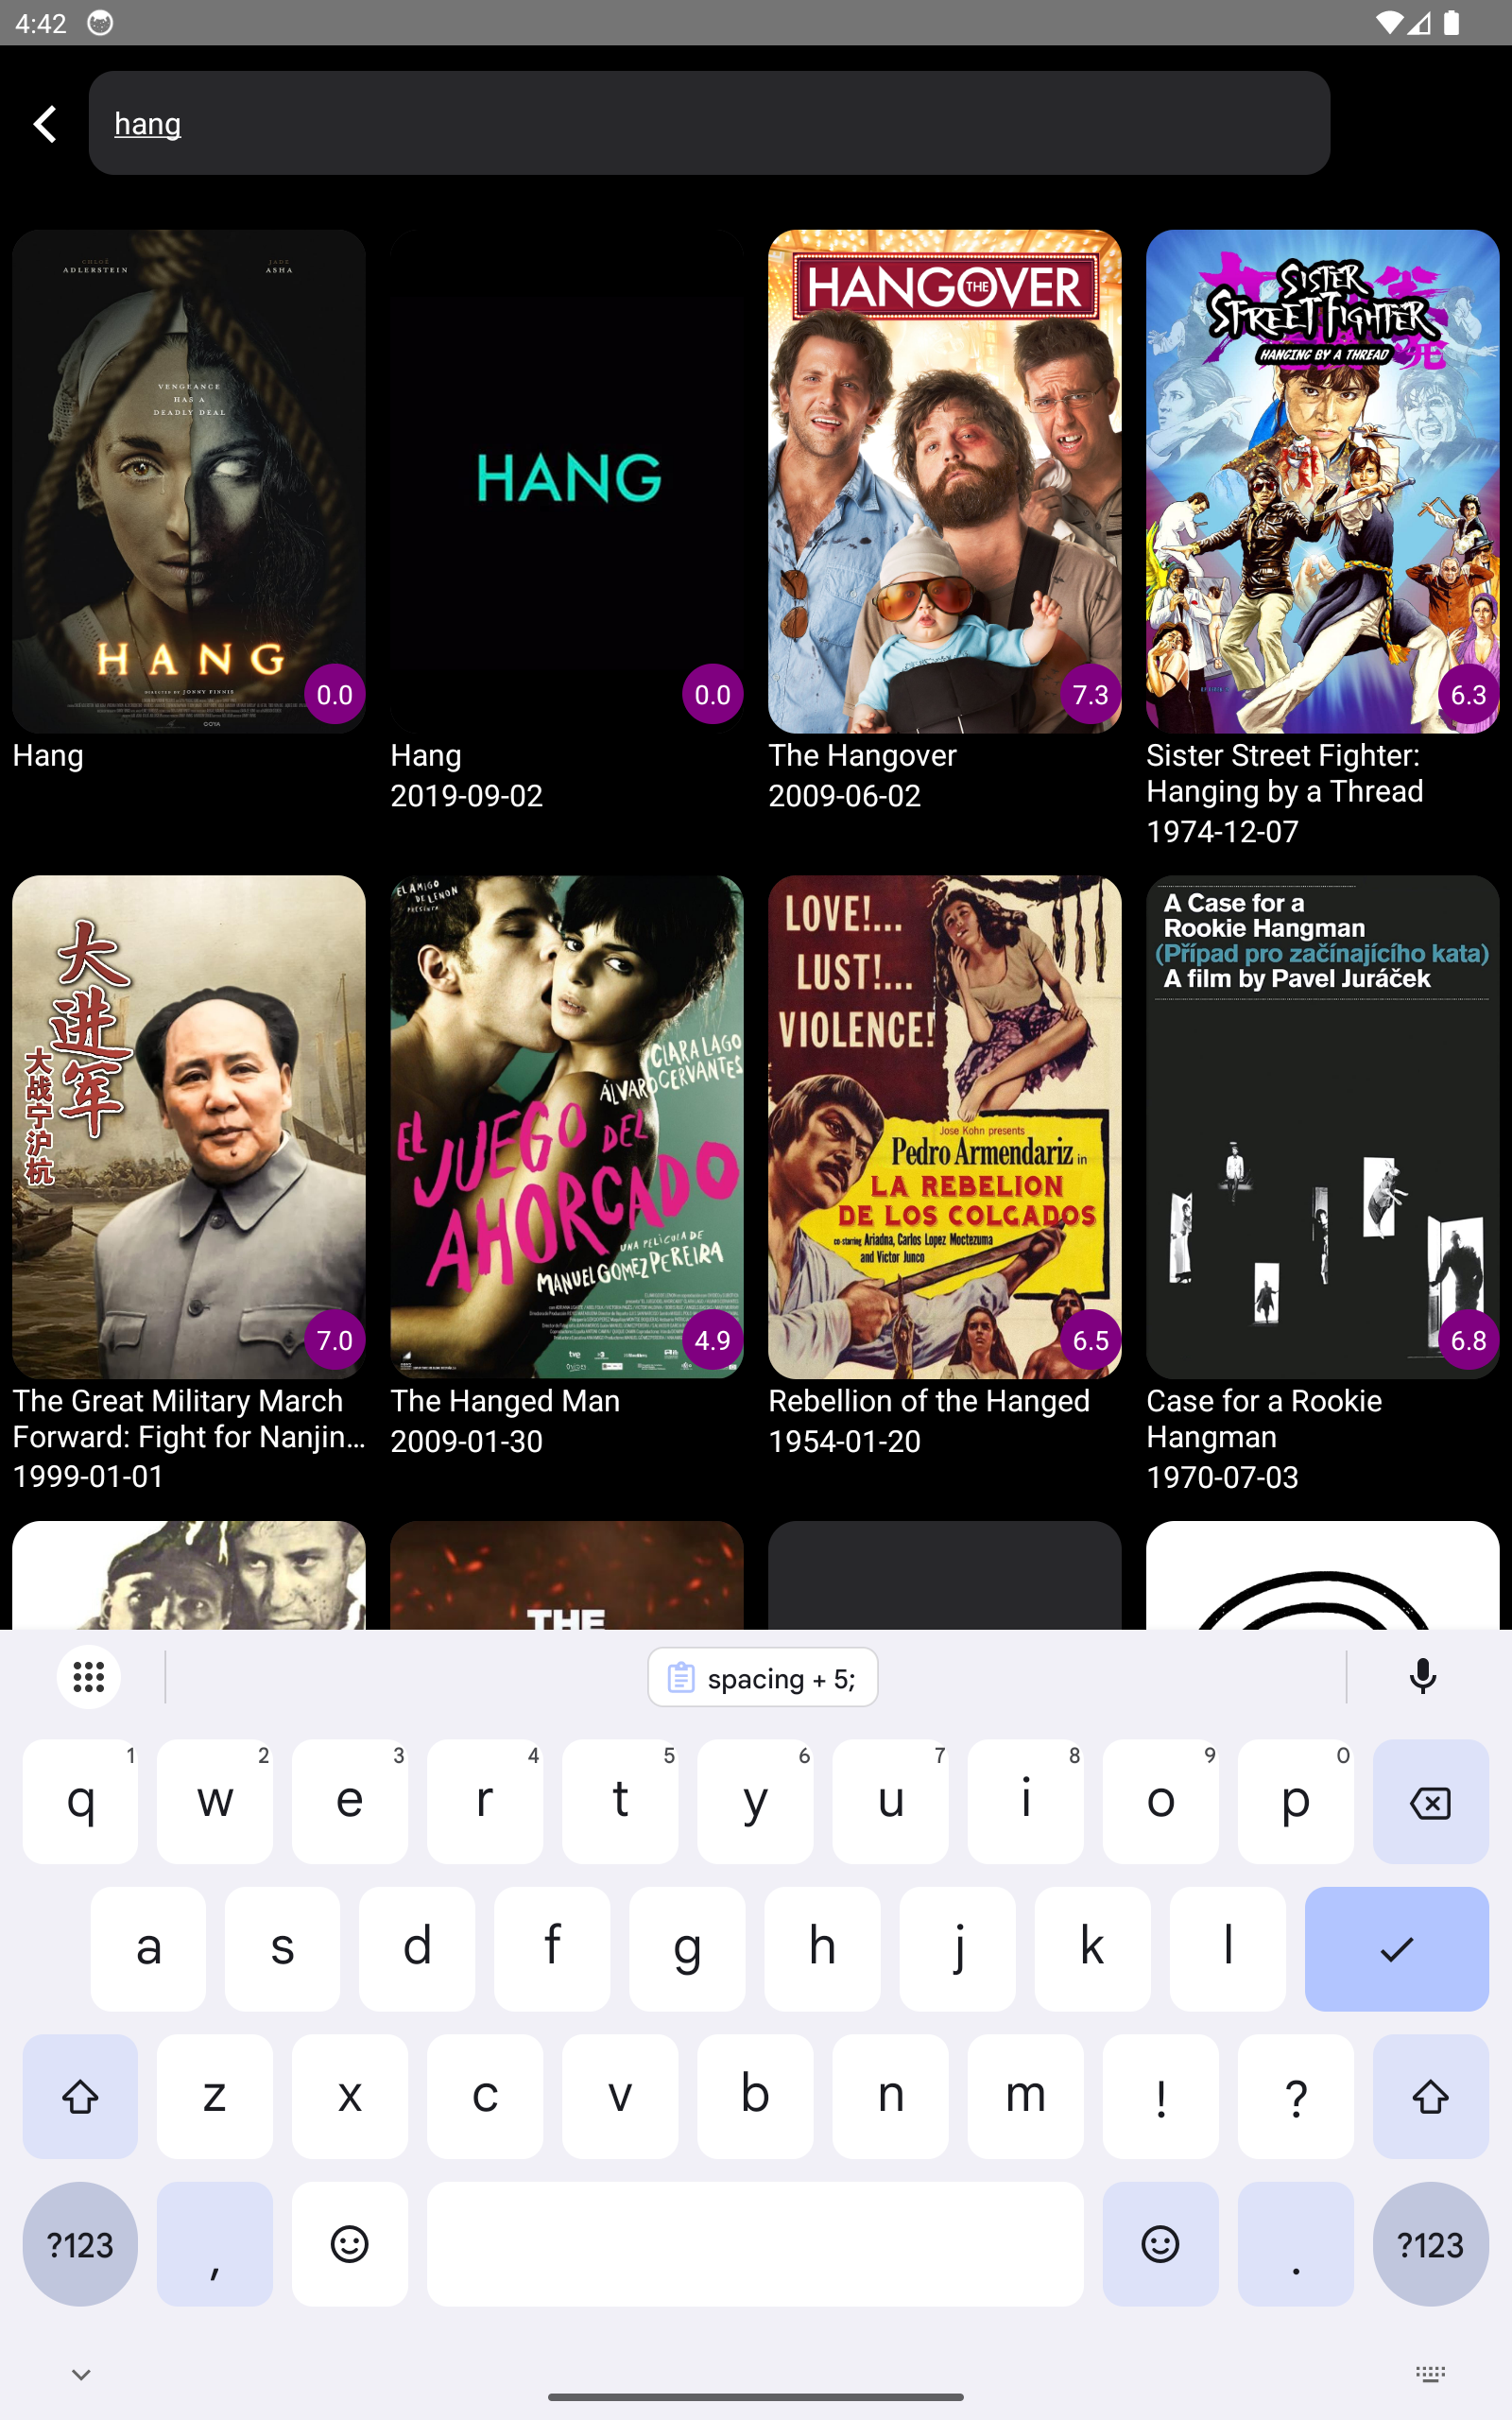 4:42
hang
CHLOË
ADLERSTEIN
JADE
ASHA
VENGEANCE
HAS A
DEADLY DEAL
HANG
DIRECTED BY JONNY FINNIS
0.0
HANG
0.0
THE HANGOVER
7.3
SISTER
STREET FIGHTER
HANGING BY A THREAD
6.3
Hang
Hang
2019-09-02
The Hangover
2009-06-02
Sister Street Fighter:
Hanging by a Thread
1974-12-07
大进军
大战宁沪杭
7.0
EL AMIGO
DE LENON
PRESENTA
CLARA LAGO
ÁLVARO CERVANTES
EL JUEGO DEL
AHORCADO
UNA PELÍCULA DE
MANUEL GOMEZ PEREIRA
4.9
LOVE!...
LUST!...
VIOLENCE!
Jose Kohn presents
Pedro Armendariz in
LA REBELION
DE LOS COLGADOS
co-starring Ariadna, Carlos Lopez Moctezuma
and Victor Junco
6.5
A Case for a
Rookie Hangman
(Případ pro začínajícího kata)
A film by Pavel Juráček
6.8
The Great Military March
Forward: Fight for Nanjin...
1999-01-01
The Hanged Man
2009-01-30
Rebellion of the Hanged
1954-01-20
Case for a Rookie
Hangman
1970-07-03
THE
spacing + 5;
1 2 3 4 5 6 7 8 9 0
q w e r t y u i o p
a s d f g h j k l
z x c v b n m ! ?
?123 , . ?123